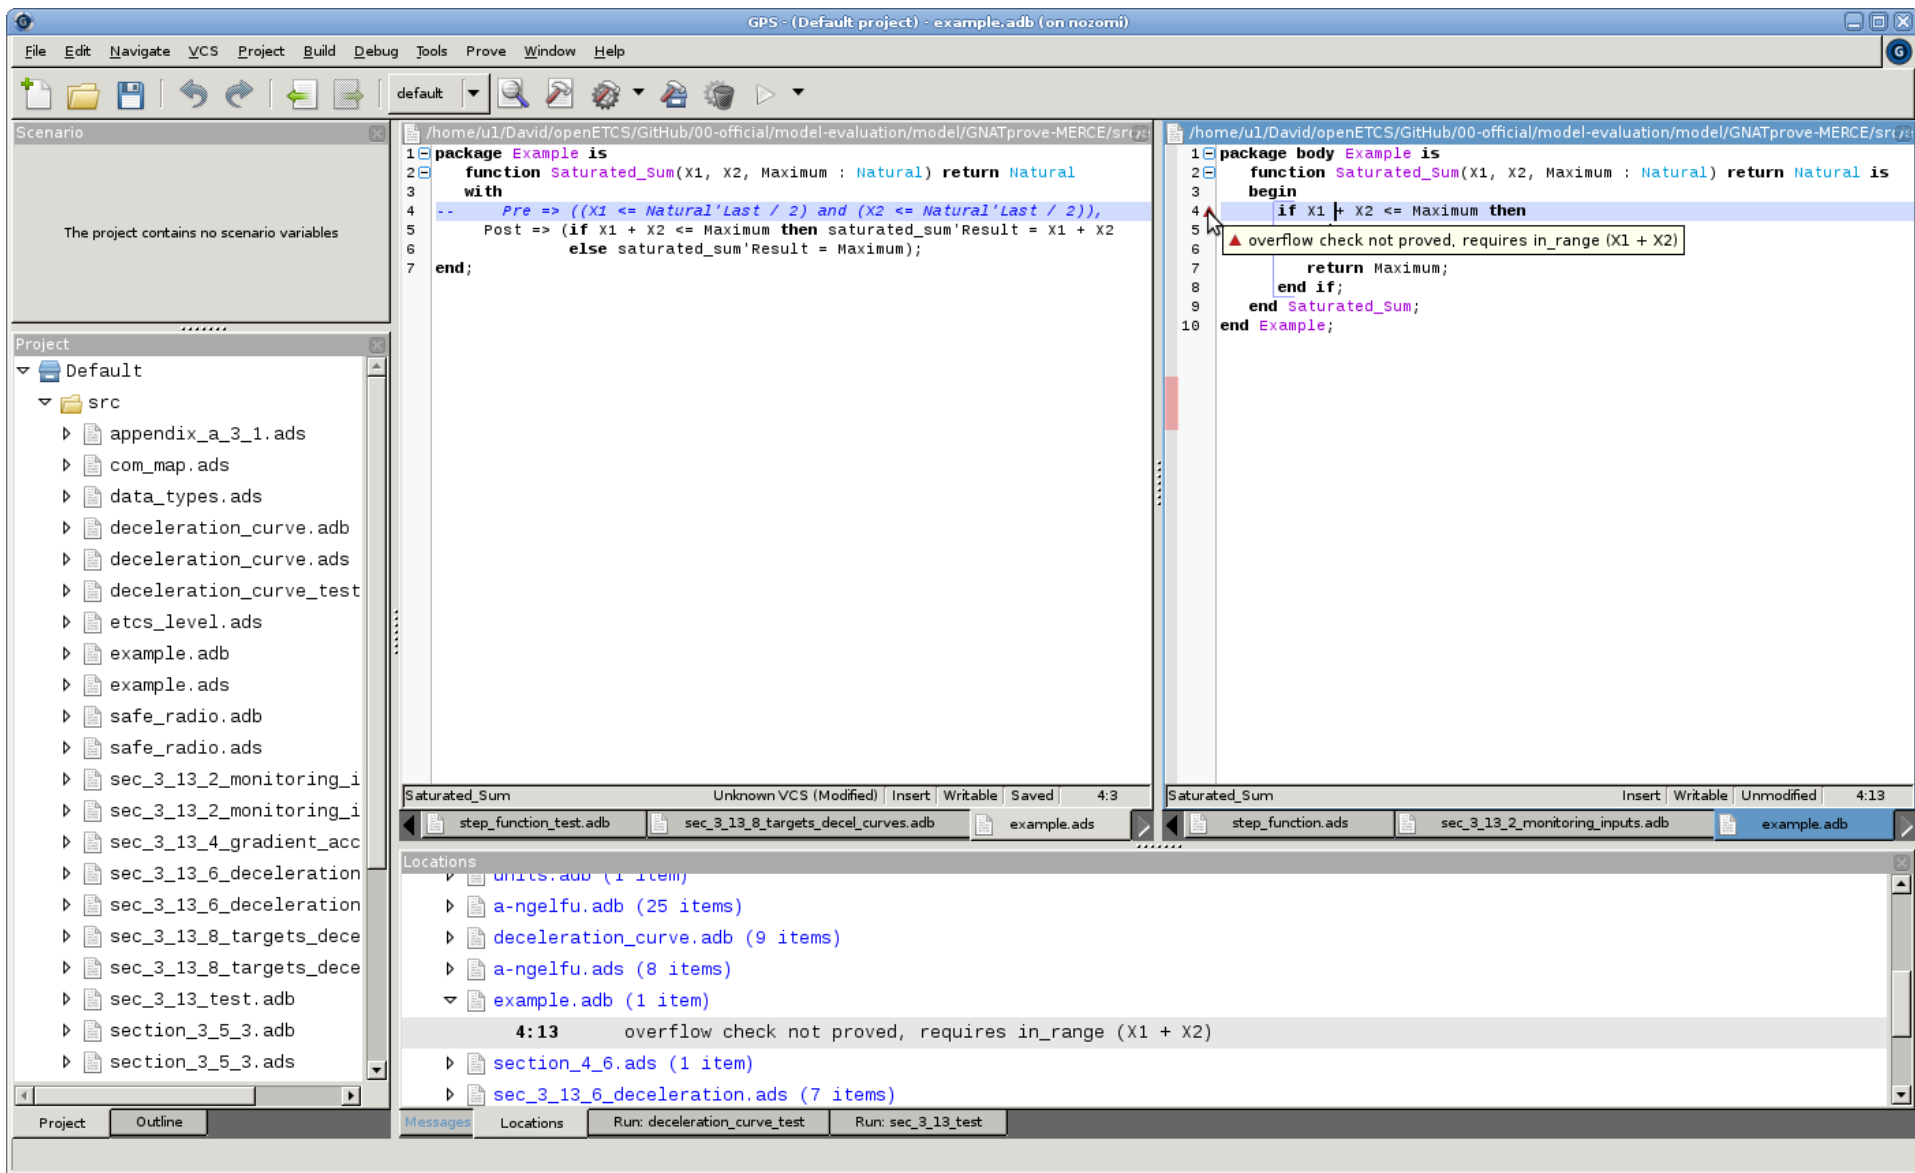 GPS - (Default project) - example.adb (on nozomi)
File Edit Navigate VCS Project Build Debug Tools Prove Window Help
default
Scenario
The project contains no scenario variables
Project
Default
src
appendix_a_3_1.ads
com_map.ads
data_types.ads
deceleration_curve.adb
deceleration_curve.ads
deceleration_curve_test
etcs_level.ads
example.adb
example.ads
safe_radio.adb
safe_radio.ads
sec_3_13_2_monitoring_i
sec_3_13_2_monitoring_i
sec_3_13_4_gradient_acc
sec_3_13_6_deceleration
sec_3_13_6_deceleration
sec_3_13_8_targets_dece
sec_3_13_8_targets_dece
sec_3_13_test.adb
section_3_5_3.adb
section_3_5_3.ads
Project Outline
/home/u1/David/openETCS/GitHub/00-official/model-evaluation/model/GNATprove-MERCE/src
1 package Example is
2 function Saturated_Sum(X1, X2, Maximum : Natural) return Natural
3 with
4 -- Pre => ((X1 <= Natural'Last / 2) and (X2 <= Natural'Last / 2)),
5 Post => (if X1 + X2 <= Maximum then saturated_sum'Result = X1 + X2
6 else saturated_sum'Result = Maximum);
7 end;
Saturated_Sum Unknown VCS (Modified) Insert Writable Saved 4:3
step_function_test.adb sec_3_13_8_targets_decel_curves.adb example.ads
/home/u1/David/openETCS/GitHub/00-official/model-evaluation/model/GNATprove-MERCE/src
1 package body Example is
2 function Saturated_Sum(X1, X2, Maximum : Natural) return Natural is
3 begin
4 if X1 + X2 <= Maximum then
5
overflow check not proved, requires in_range (X1 + X2)
6
7 return Maximum;
8 end if;
9 end Saturated_Sum;
10 end Example;
Saturated_Sum Insert Writable Unmodified 4:13
step_function.ads sec_3_13_2_monitoring_inputs.adb example.adb
Locations
units.adb (1 item)
a-ngelfu.adb (25 items)
deceleration_curve.adb (9 items)
a-ngelfu.ads (8 items)
example.adb (1 item)
4:13 overflow check not proved, requires in_range (X1 + X2)
section_4_6.ads (1 item)
sec_3_13_6_deceleration.ads (7 items)
Messages Locations Run: deceleration_curve_test Run: sec_3_13_test